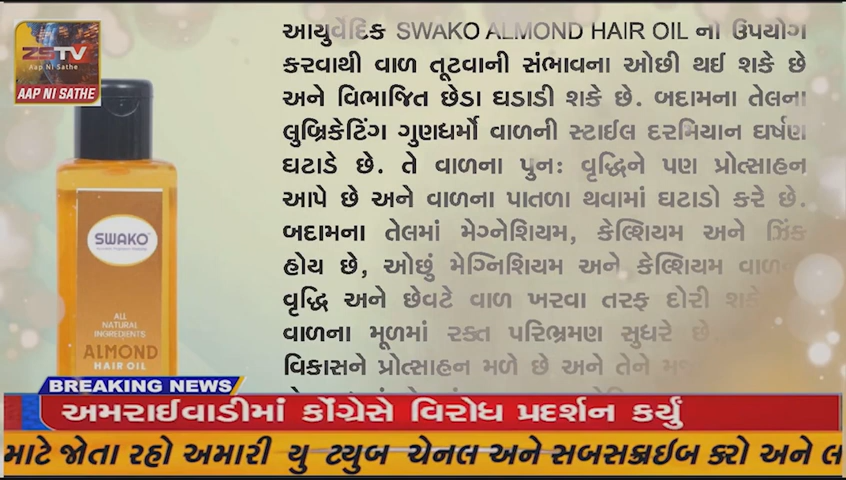 ZSTV
Aap Ni Sathe
AAP NI SATHE
આયુર્વેદિક SWAKO ALMOND HAIR OIL નો ઉપયોગ
કરવાથી વાળ તૂટવાની સંભાવના ઓછી થઈ શકે છે
અને વિભાજિત છેડા ઘડાડી શકે છે. બદામના તેલના
લુબ્રિકેટિંગ ગુણધર્મો વાળની સ્ટાઈલ દરમિયાન ઘર્ષણ
ઘટાડે છે. તે વાળના પુનઃ વૃદ્ધિને પણ પ્રોત્સાહન
આપે છે અને વાળના પાતળા થવામાં ઘટાડો કરે છે.
બદામના તેલમાં મેગ્નેશિયમ, કેલ્શિયમ અને ઝિંક
હોય છે, ઓછું મેગ્નિશિયમ અને કેલ્શિયમ વાળના
વૃદ્ધિ અને છેવટે વાળ ખરવા તરફ દોરી શકે
વાળના મૂળમાં રક્ત પરિભ્રમણ સુધરે છે.
વિકાસને પ્રોત્સાહન મળે છે અને તેને
SWAKO
ALL
NATURAL
INGREDIENTS
ALMOND
HAIR OIL
BREAKING NEWS
અમરાઈવાડીમાં કોંગ્રેસે વિરોધ પ્રદર્શન કર્યું
માટે જોતા રહો અમારી યુ ટ્યુબ ચેનલ અને સબસક્રાઇબ કરો અને લ